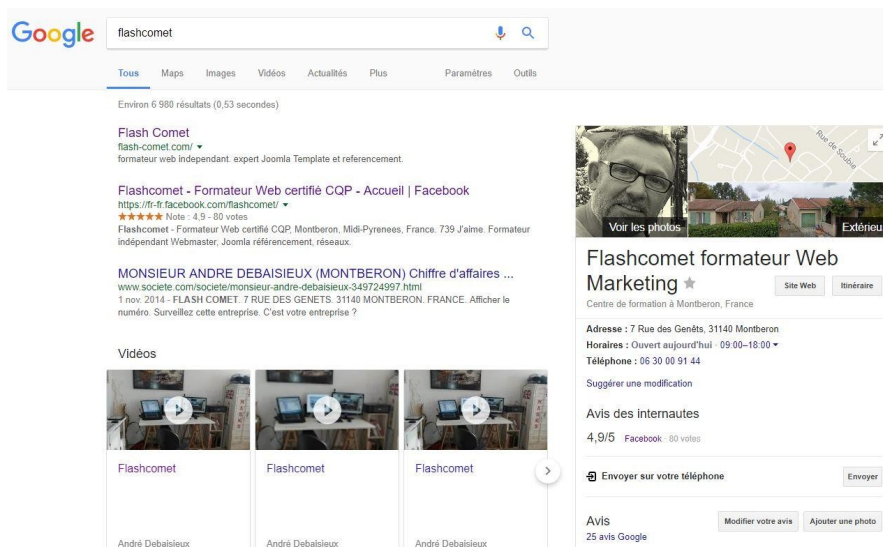 Google
flashcomet
Tous Maps Images Vidéos Actualités Plus Paramètres Outils
Environ 6 980 résultats (0,53 secondes)
Flash Comet
flash-comet.com/
formateur web independant. expert Joomla Template et referencement.
Flashcomet - Formateur Web certifié CQP - Accueil | Facebook
https://fr-fr.facebook.com/flashcomet/
Note : 4,9 - 80 votes
Flashcomet - Formateur Web certifié CQP, Montberon, Midi-Pyrenees, France. 739 J'aime. Formateur
indépendant Webmaster, Joomla référencement, réseaux.
MONSIEUR ANDRE DEBAISIEUX (MONTBERON) Chiffre d'affaires ...
www.societe.com/societe/monsieur-andre-debaisieux-349724997.html
1 nov. 2014 - FLASH COMET. 7 RUE DES GENETS. 31140 MONTBERON. FRANCE. Afficher le
numéro. Surveillez cette entreprise. C'est votre entreprise ?
Vidéos
Flashcomet
André Debaisieux
Flashcomet
André Debaisieux
Flashcomet
André Debaisieux
Rue de Soubie
Voir les photos
Extérieu
Flashcomet formateur Web
Marketing
Site Web Itinéraire
Centre de formation à Montberon, France
Adresse : 7 Rue des Genêts, 31140 Montberon
Horaires : Ouvert aujourd'hui · 09:00–18:00
Téléphone : 06 30 00 91 44
Suggérer une modification
Avis des internautes
4,9/5 Facebook · 80 votes
Envoyer sur votre téléphone Envoyer
Avis Modifier votre avis Ajouter une photo
25 avis Google